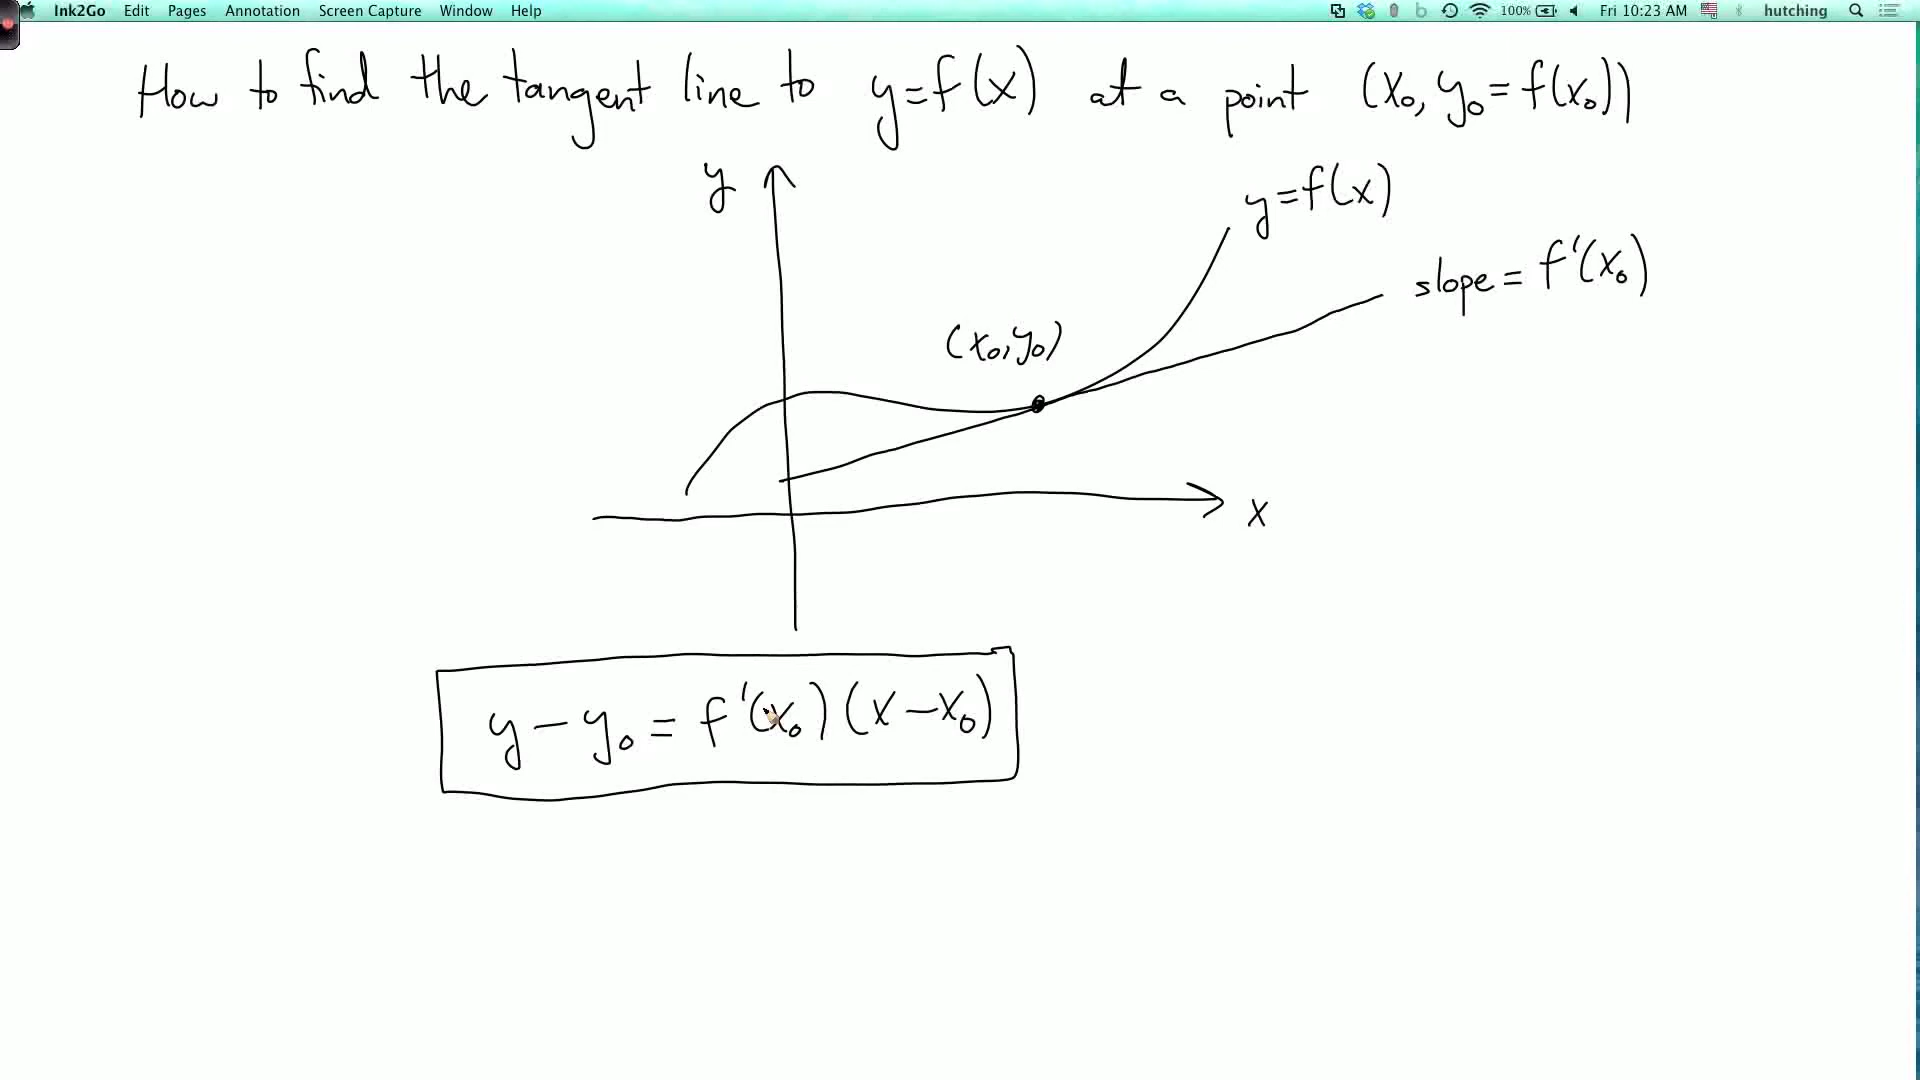 Ink2Go Edit Pages Annotation Screen Capture Window Help 100% Fri 10:23 AM hutching
How to find the tangent line to y=f(x) at a point (x₀, y₀=f(x₀))
y
y=f(x)
slope = f'(x₀)
(x₀,y₀)
x
y-y₀ = f'(x₀)(x-x₀)